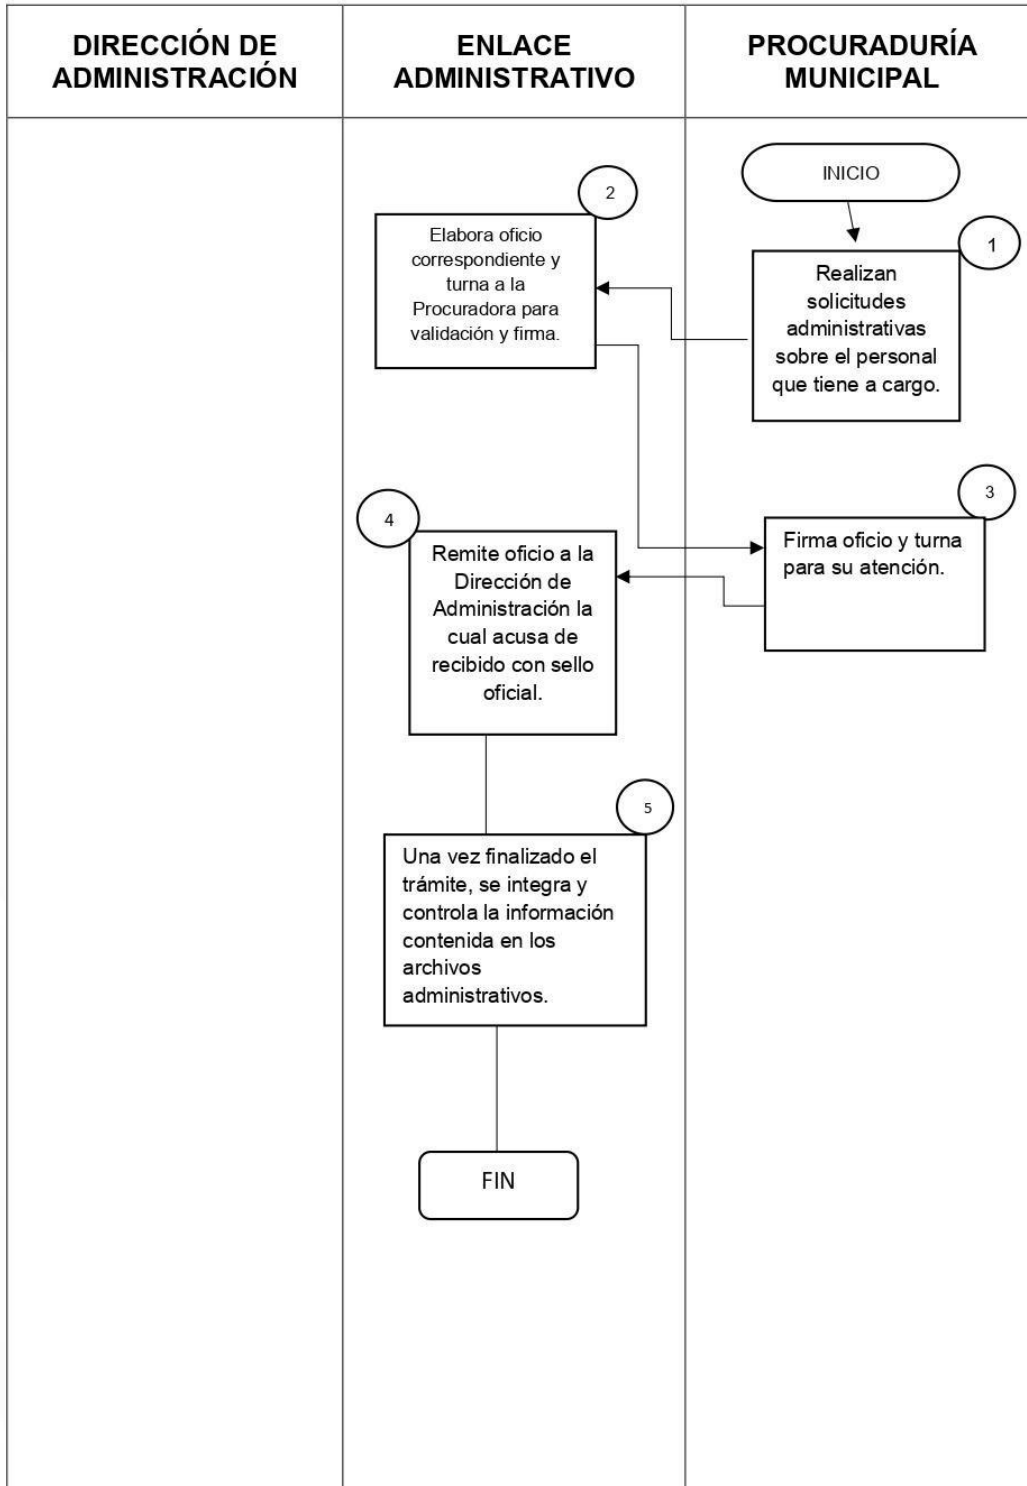 DIRECCIÓN DE
ADMINISTRACIÓN
ENLACE
ADMINISTRATIVO
PROCURADURÍA
MUNICIPAL
INICIO
1
Realizan
solicitudes
administrativas
sobre el personal
que tiene a cargo.
2
Elabora oficio
correspondiente y
turna a la
Procuradora para
validación y firma.
3
Firma oficio y turna
para su atención.
4
Remite oficio a la
Dirección de
Administración la
cual acusa de
recibido con sello
oficial.
5
Una vez finalizado el
trámite, se integra y
controla la información
contenida en los
archivos
administrativos.
FIN